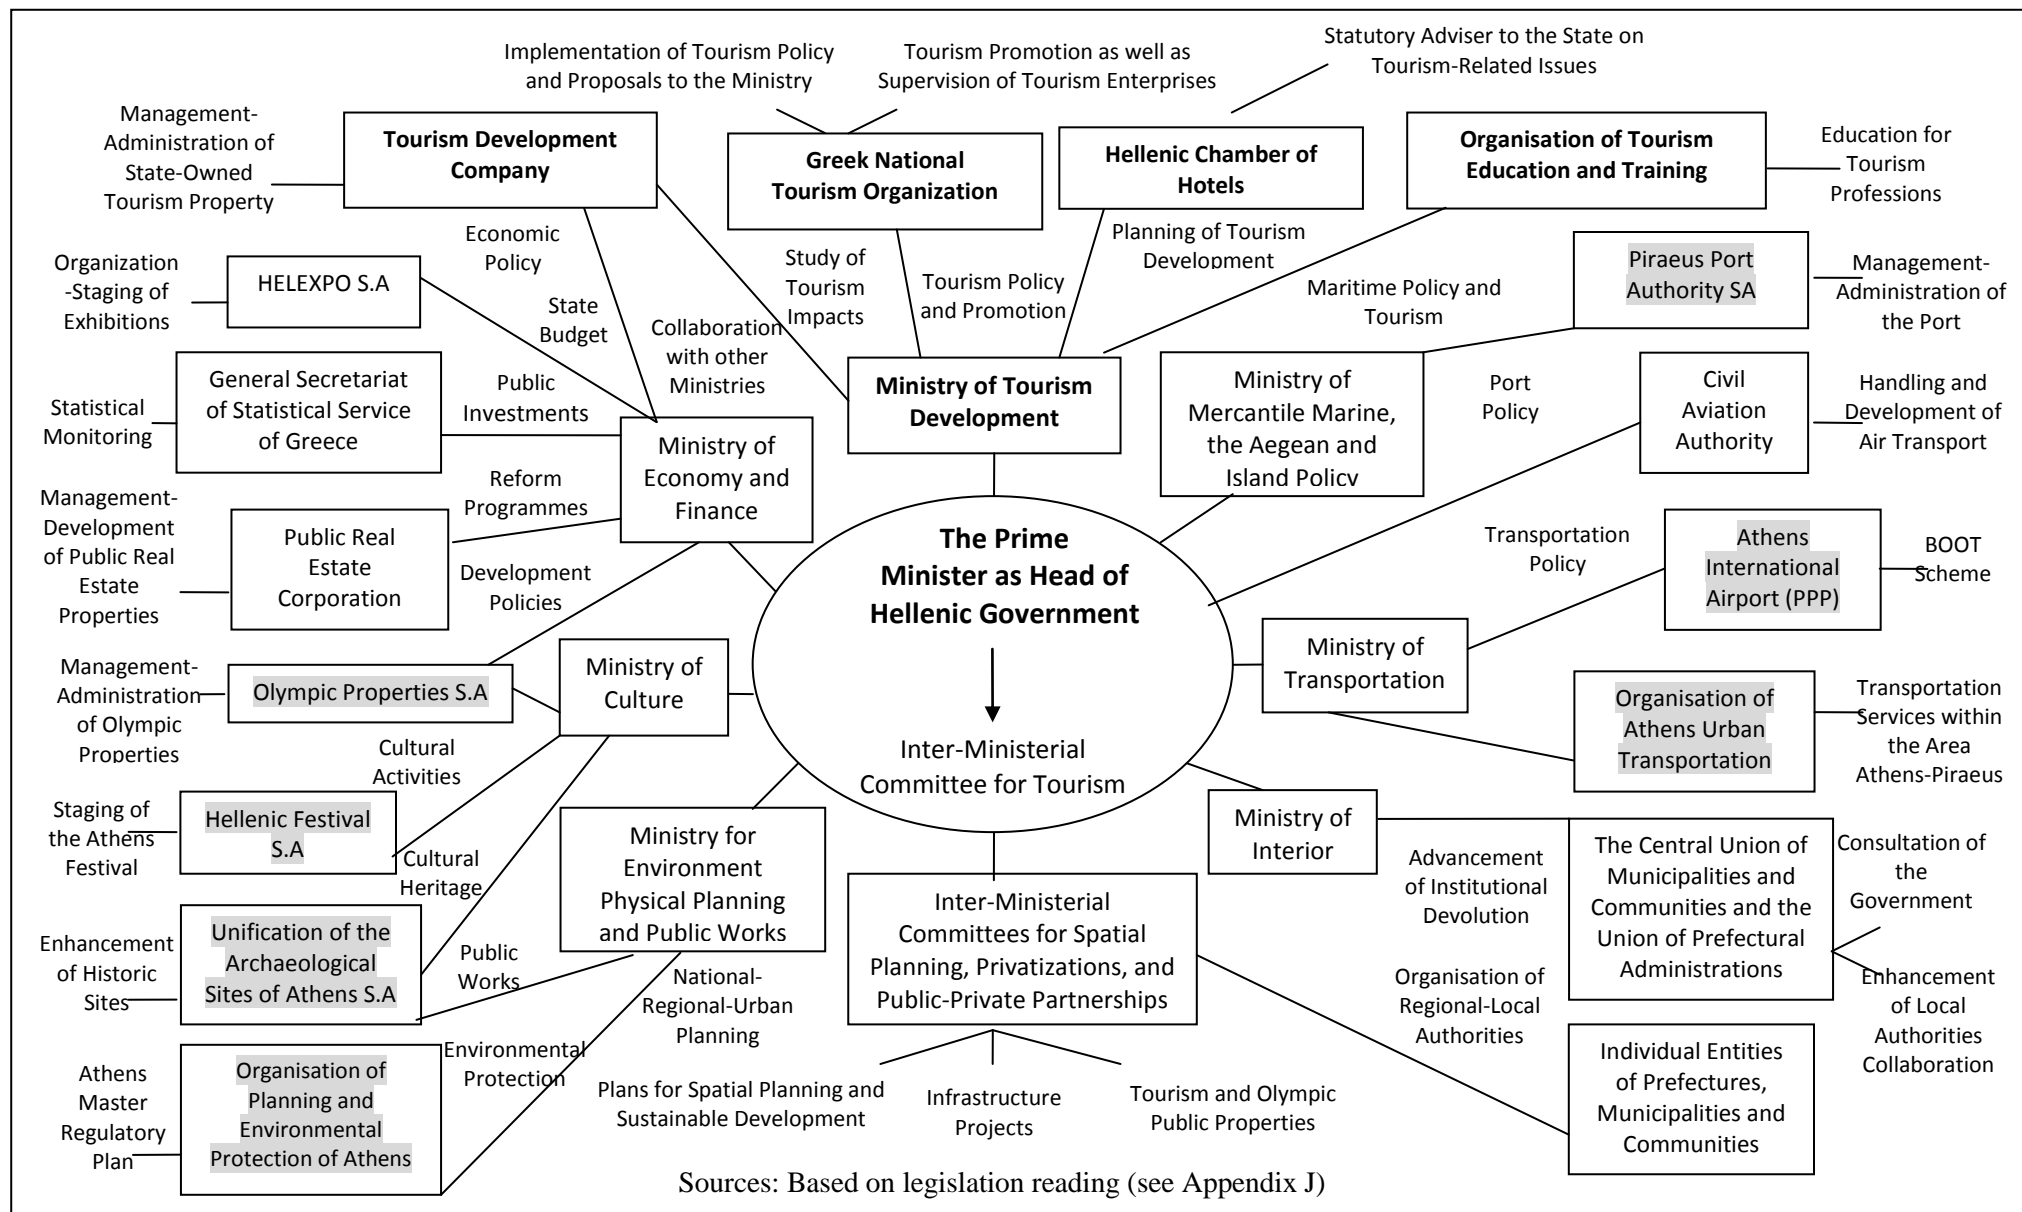 Implementation of Tourism Policy
and Proposals to the Ministry
Tourism Promotion as well as
Supervision of Tourism Enterprises
Statutory Adviser to the State on
Tourism-Related Issues
Management-
Administration of
State-Owned
Tourism Property
Tourism Development
Company
Greek National
Tourism Organization
Hellenic Chamber of
Hotels
Organisation of Tourism
Education and Training
Education for
Tourism
Professions
Economic
Policy
Study of
Tourism
Impacts
Tourism Policy
and Promotion
Planning of Tourism
Development
Maritime Policy and
Tourism
Piraeus Port
Authority SA
Management-
Administration of
the Port
Organization
-Staging of
Exhibitions
HELEXPO S.A
State
Budget
Collaboration
with other
Ministries
Statistical
Monitoring
General Secretariat
of Statistical Service
of Greece
Public
Investments
Ministry of Tourism
Development
Ministry of
Mercantile Marine,
the Aegean and
Island Policy
Port
Policy
Civil
Aviation
Authority
Handling and
Development of
Air Transport
Ministry of
Economy and
Finance
Reform
Programmes
Management-
Development
of Public Real
Estate
Properties
Public Real
Estate
Corporation
Development
Policies
The Prime
Minister as Head of
Hellenic Government
Inter-Ministerial
Committee for Tourism
Transportation
Policy
Athens
International
Airport (PPP)
BOOT
Scheme
Management-
Administration
of Olympic
Properties
Olympic Properties S.A
Ministry of
Culture
Ministry of
Transportation
Organisation of
Athens Urban
Transportation
Transportation
Services within
the Area
Athens-Piraeus
Cultural
Activities
Staging of
the Athens
Festival
Hellenic Festival
S.A
Cultural
Heritage
Ministry for
Environment
Physical Planning
and Public Works
Inter-Ministerial
Committees for Spatial
Planning, Privatizations, and
Public-Private Partnerships
Ministry of
Interior
Advancement
of Institutional
Devolution
The Central Union of
Municipalities and
Communities and the
Union of Prefectural
Administrations
Consultation of
the
Government
Enhancement
of Historic
Sites
Unification of the
Archaeological
Sites of Athens S.A
Public
Works
National-
Regional-Urban
Planning
Organisation of
Regional-Local
Authorities
Enhancement
of Local
Authorities
Collaboration
Athens
Master
Regulatory
Plan
Organisation of
Planning and
Environmental
Protection of Athens
Environmental
Protection
Plans for Spatial Planning and
Sustainable Development
Infrastructure
Projects
Tourism and Olympic
Public Properties
Individual Entities
of Prefectures,
Municipalities and
Communities
Sources: Based on legislation reading (see Appendix J)